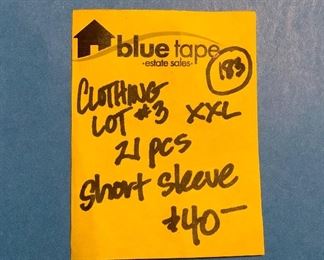 blue tape
-estate sales-
183
CLOTHING
LOT #3 XXL
21 pcs
short sleeve
$40-